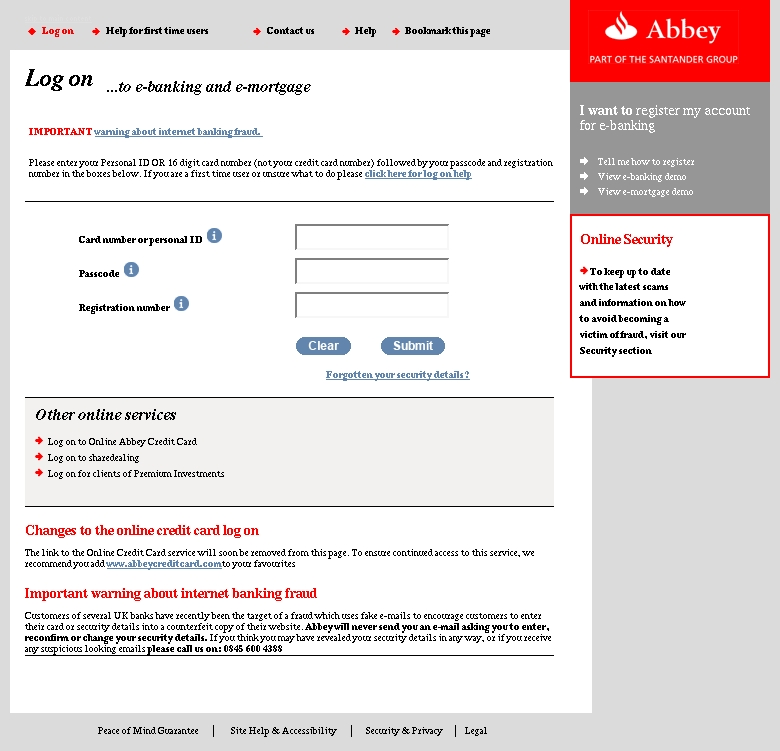 Log on
Help for first time users
Contact us
Help
Bookmark this page
Abbey
PART OF THE SANTANDER GROUP
Log on ...to e-banking and e-mortgage
IMPORTANT warning about internet banking fraud.
Please enter your Personal ID OR 16 digit card number (not your credit card number) followed by your passcode and registration
number in the boxes below. If you are a first time user or unsure what to do please click here for log on help
Card number or personal ID i
Passcode i
Registration number i
Clear
Submit
Forgotten your security details?
Other online services
Log on to Online Abbey Credit Card
Log on to sharedealing
Log on for clients of Premium Investments
Changes to the online credit card log on
The link to the Online Credit Card service will soon be removed from this page. To ensure continued access to this service, we
recommend you add www.abbeycreditcard.com to your favourites
Important warning about internet banking fraud
Customers of several UK banks have recently been the target of a fraud which uses fake e-mails to encourage customers to enter
their card or security details into a counterfeit copy of their website. Abbey will never send you an e-mail asking you to enter,
reconfirm or change your security details. If you think you may have revealed your security details in any way, or if you receive
any suspicious looking emails please call us on: 0845 600 4388
I want to register my account
for e-banking
Tell me how to register
View e-banking demo
View e-mortgage demo
Online Security
To keep up to date
with the latest scams
and information on how
to avoid becoming a
victim of fraud, visit our
Security section
Peace of Mind Guarantee | Site Help & Accessibility | Security & Privacy | Legal